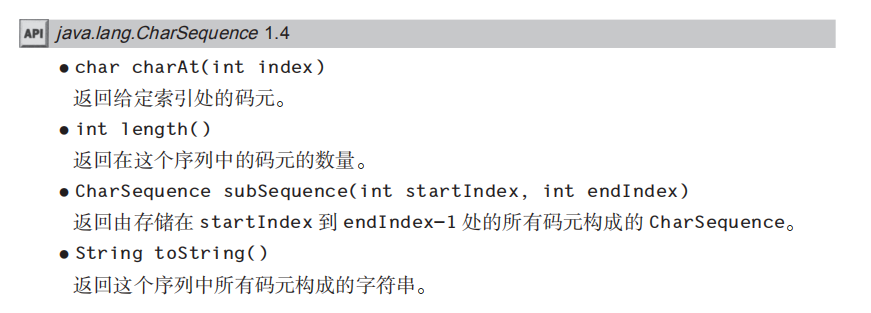 API java.lang.CharSequence 1.4
● char charAt(int index)
返回给定索引处的码元。
● int length()
返回在这个序列中的码元的数量。
● CharSequence subSequence(int startIndex, int endIndex)
返回由存储在 startIndex 到 endIndex-1 处的所有码元构成的 CharSequence。
● String toString()
返回这个序列中所有码元构成的字符串。